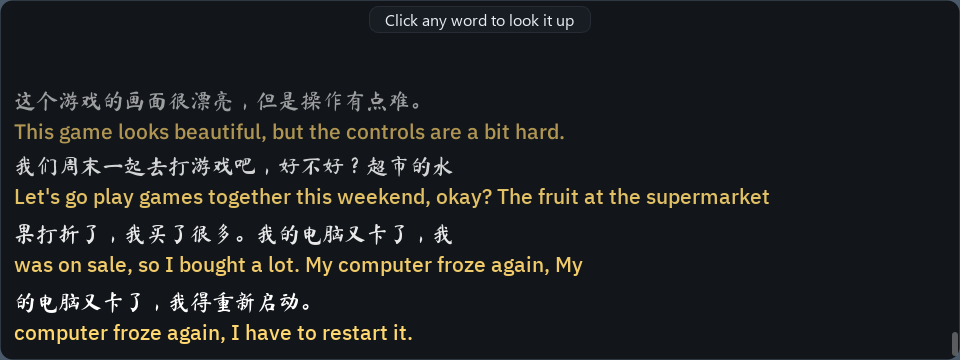 Click any word to look it up
这个游戏的画面很漂亮，但是操作有点难。
This game looks beautiful, but the controls are a bit hard.
我们周末一起去打游戏吧，好不好？超市的水
Let's go play games together this weekend, okay? The fruit at the supermarket
果打折了，我买了很多。我的电脑又卡了，我
was on sale, so I bought a lot. My computer froze again, My
的电脑又卡了，我得重新启动。
computer froze again, I have to restart it.